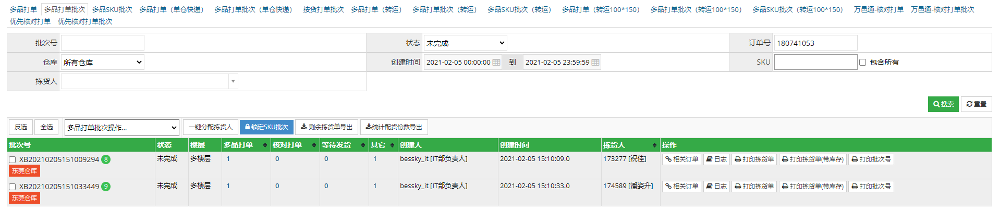 多品打单 多品打单批次 多品SKU批次 多品打单（单仓快递） 多品打单批次（单仓快递） 按货打单批次 多品打单（转运） 多品打单批次（转运） 多品SKU批次（转运） 多品打单（转运100*150） 多品打单批次（转运100*150） 多品SKU批次（转运100*150） 万邑通-核对打单 万邑通-核对打单批次
优先核对打单 优先核对打单批次
批次号 状态 未完成 订单号 180741053
仓库 所有仓库 创建时间 2021-02-05 00:00:00 到 2021-02-05 23:59:59 SKU 包含所有
拣货人
搜索 重置
反选 全选 多品打单批次操作... 一键分配拣货人 锁定SKU批次 剩余拣货单导出 统计配货份数导出
批次号 状态 楼层 多品打单 核对打单 等待发货 其它 创建人 创建时间 拣货人 操作
XB20210205151009294 8 未完成 多楼层 1 0 0 1 bessky_it [IT部负责人] 2021-02-05 15:10:09.0 173277 [祝佳] 相关订单 日志 打印拣货单 打印拣货单(带库存) 打印批次号
东莞仓库
XB20210205151033449 9 未完成 多楼层 1 0 0 1 bessky_it [IT部负责人] 2021-02-05 15:10:33.0 174589 [潘姿升] 相关订单 日志 打印拣货单 打印拣货单(带库存) 打印批次号
东莞仓库